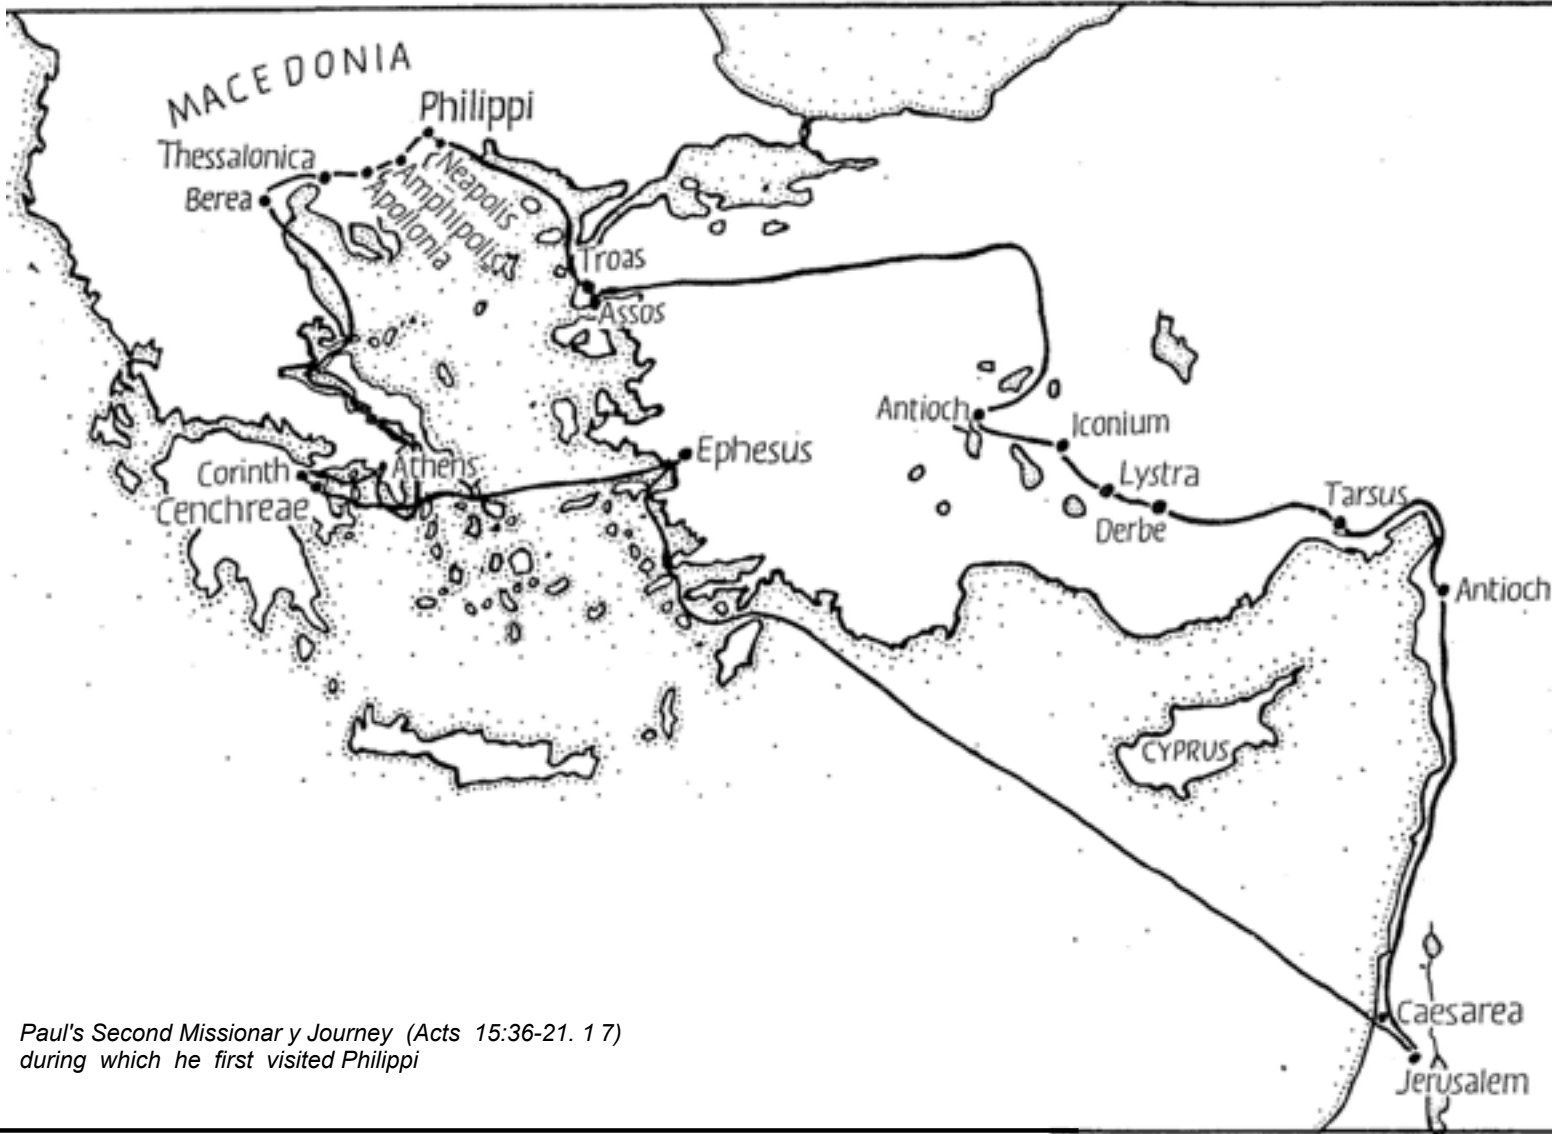 MACEDONIA
Philippi
Thessalonica
Berea
Neapolis
Amphipolis
Apollonia
Troas
Assos
Antioch
Iconium
Ephesus
Lystra
Derbe
Tarsus
Corinth
Athens
Cenchreae
Antioch
CYPRUS
Caesarea
Jerusalem
Paul's Second Missionar y Journey (Acts 15:36-21. 1 7)
during which he first visited Philippi